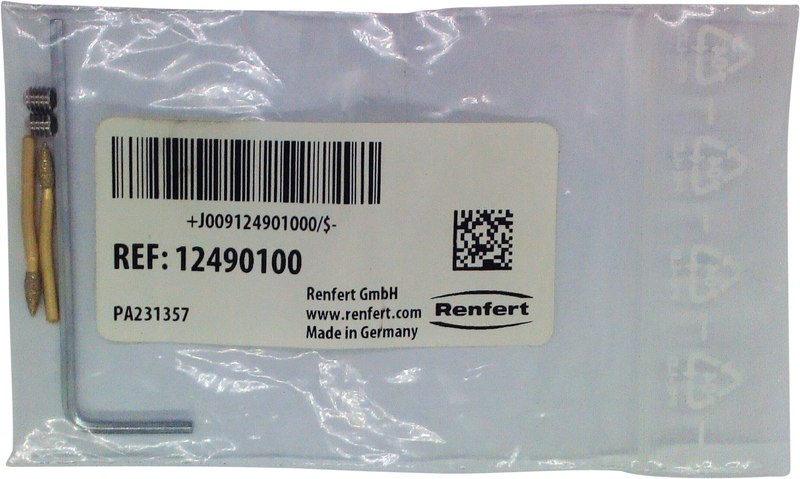 +J009124901000/$-
REF: 12490100
PA231357
Renfert GmbH
www.renfert.com
Made in Germany
Renfert